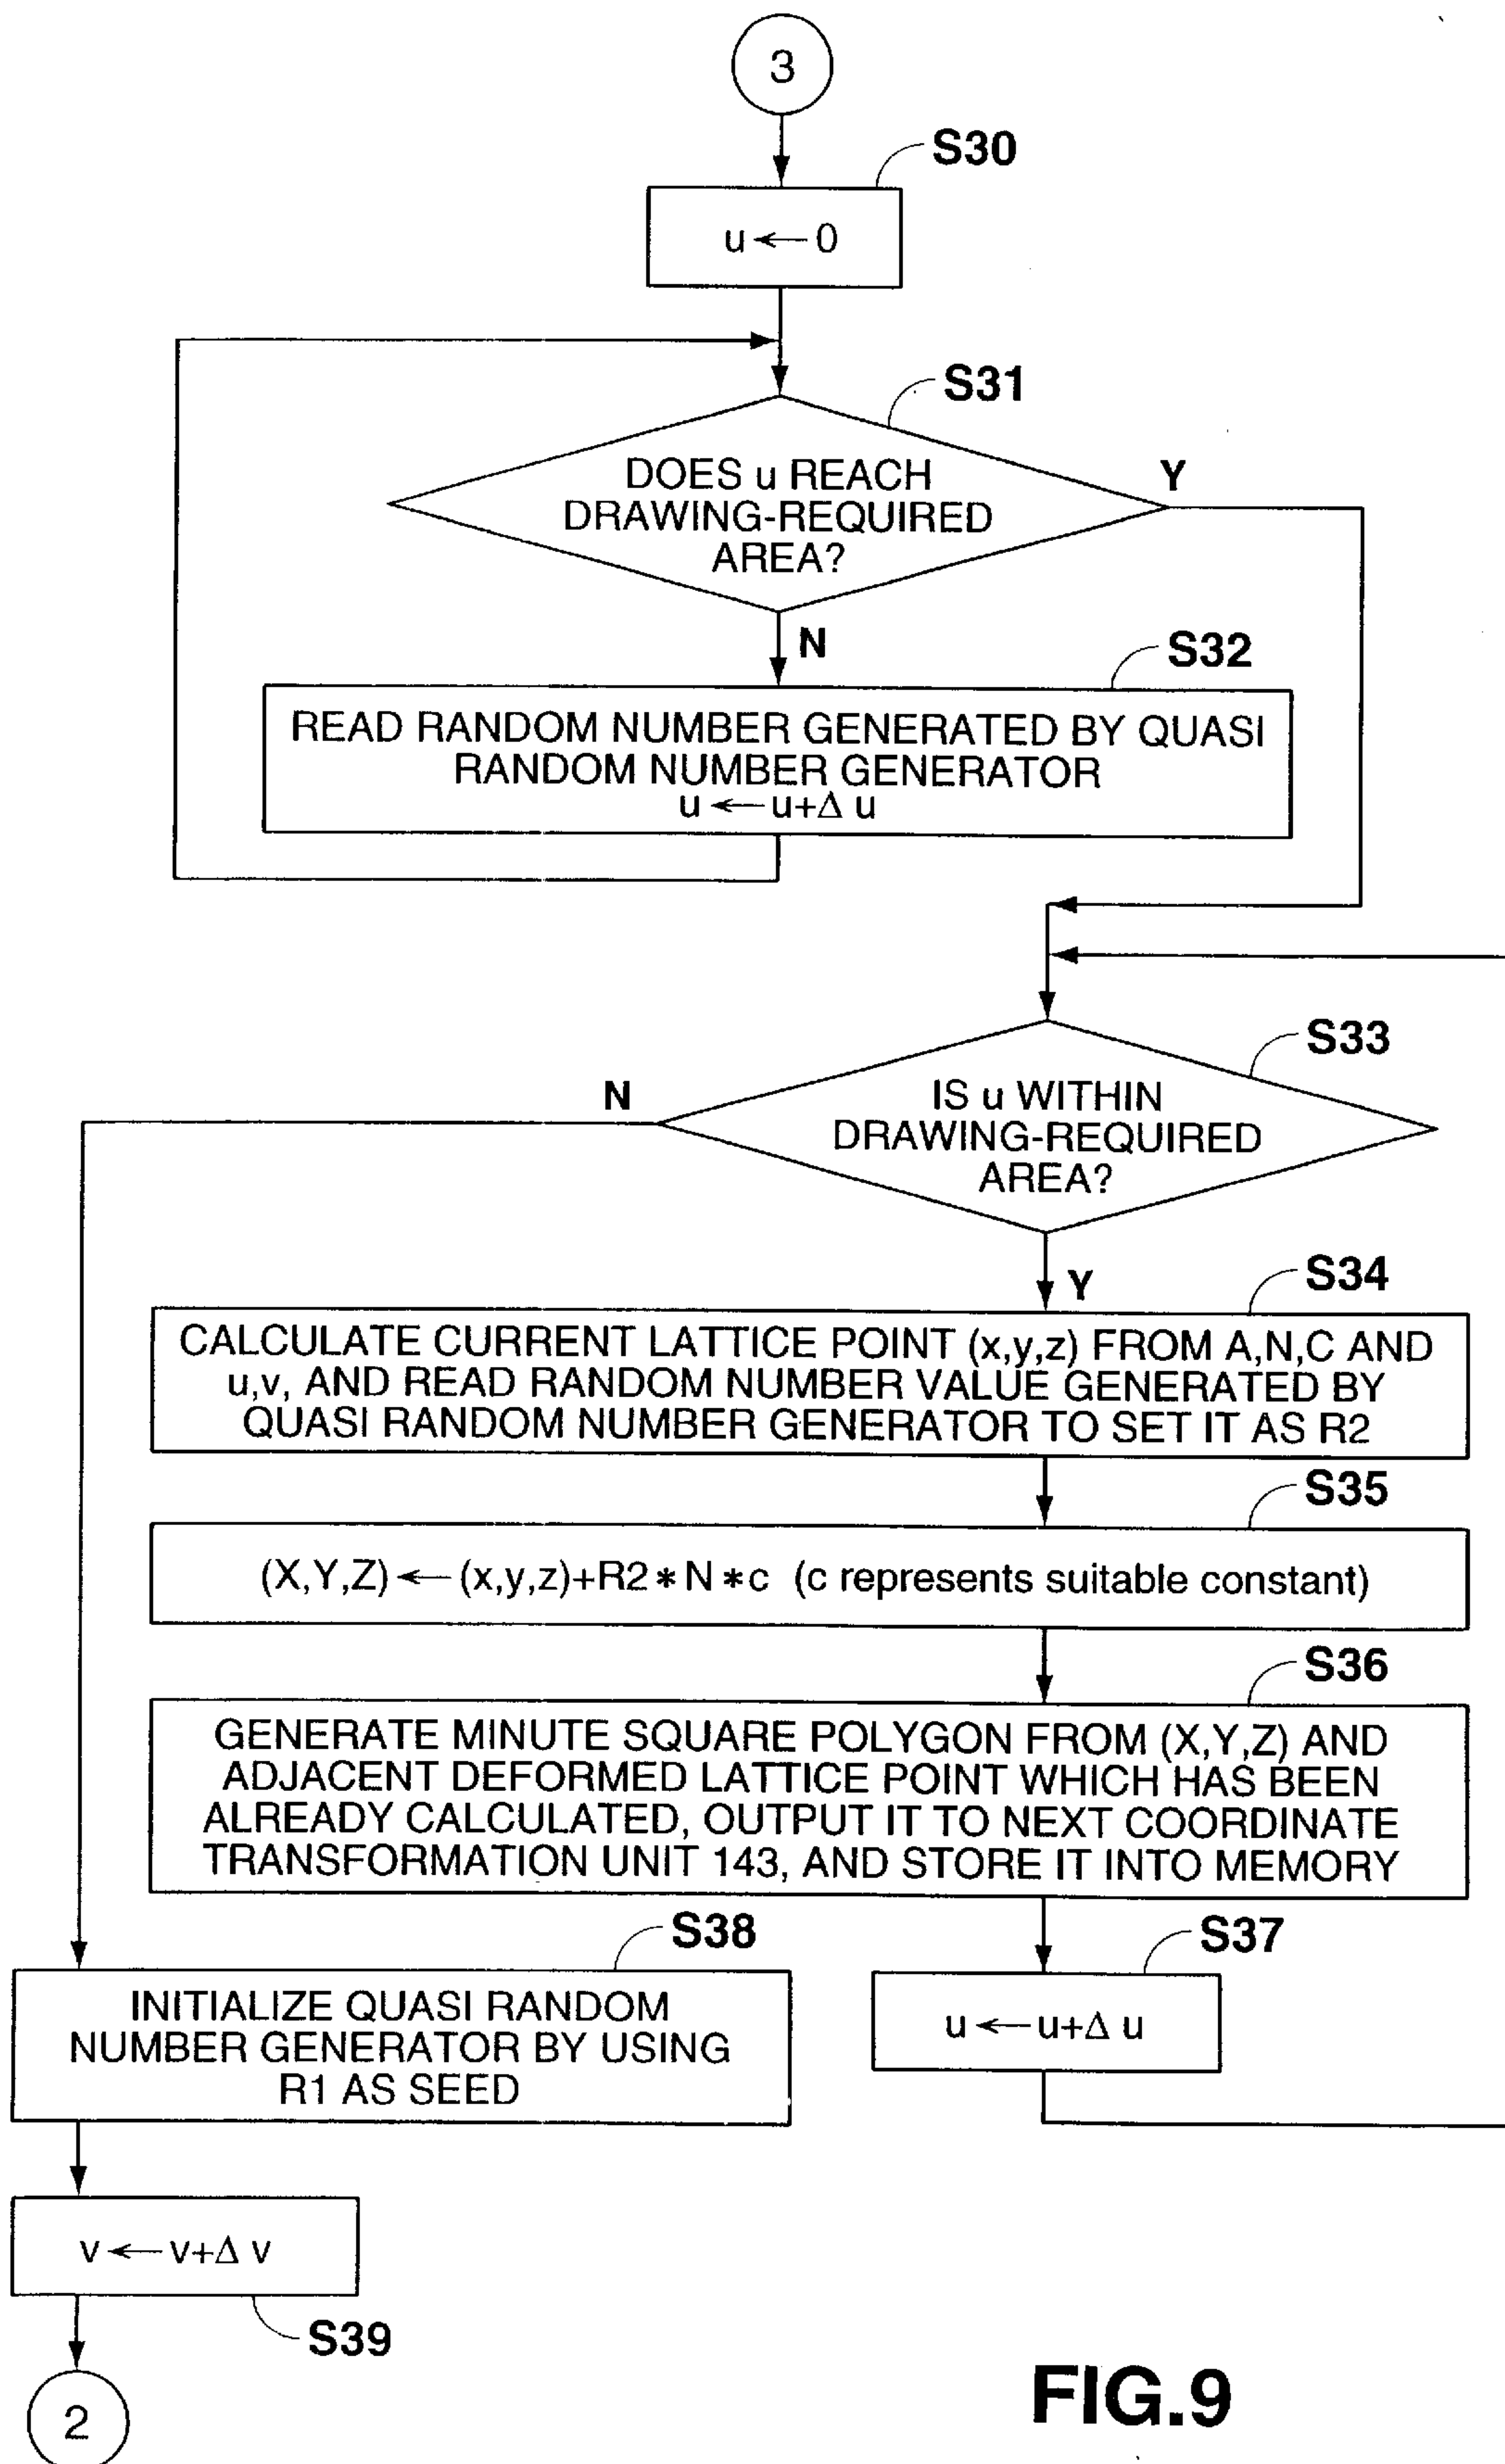 3
S30
u ← 0
S31
DOES u REACH
DRAWING-REQUIRED
AREA?
Y
N
S32
READ RANDOM NUMBER GENERATED BY QUASI
RANDOM NUMBER GENERATOR
u ← u+Δ u
S33
N
IS u WITHIN
DRAWING-REQUIRED
AREA?
Y
S34
CALCULATE CURRENT LATTICE POINT (x,y,z) FROM A,N,C AND
u,v, AND READ RANDOM NUMBER VALUE GENERATED BY
QUASI RANDOM NUMBER GENERATOR TO SET IT AS R2
S35
(X,Y,Z) ← (x,y,z)+R2 * N * c (c represents suitable constant)
S36
GENERATE MINUTE SQUARE POLYGON FROM (X,Y,Z) AND
ADJACENT DEFORMED LATTICE POINT WHICH HAS BEEN
ALREADY CALCULATED, OUTPUT IT TO NEXT COORDINATE
TRANSFORMATION UNIT 143, AND STORE IT INTO MEMORY
S38
INITIALIZE QUASI RANDOM
NUMBER GENERATOR BY USING
R1 AS SEED
S37
u ← u+Δ u
v ← v+Δ v
S39
2
FIG.9